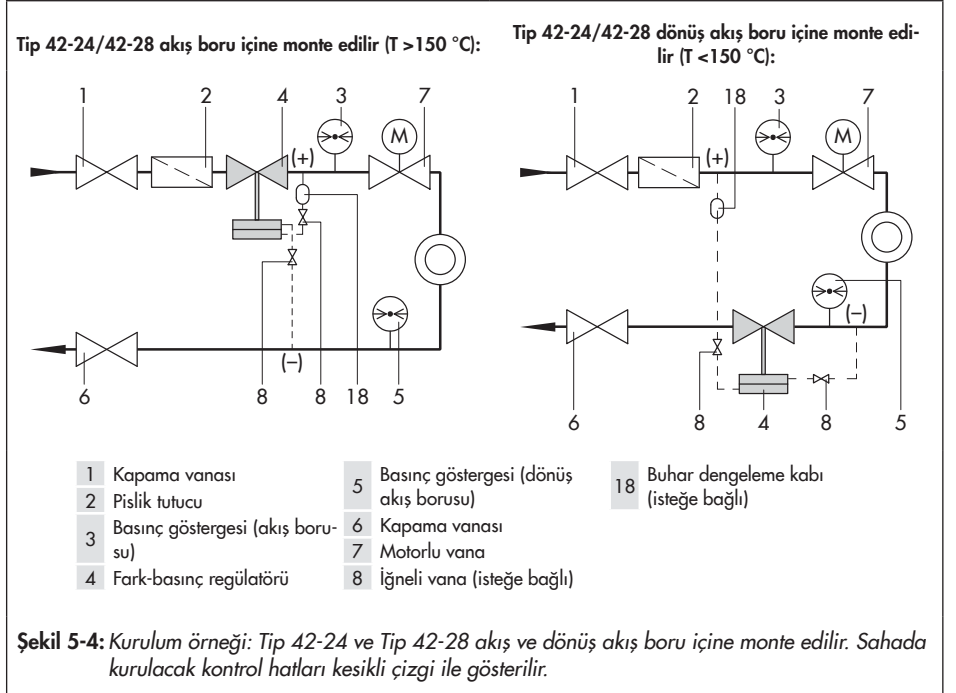 Tip 42-24/42-28 akış boru içine monte edilir (T >150 °C):
Tip 42-24/42-28 dönüş akış boru içine monte edi-
lir (T <150 °C):
1 2 4 3 7
M
(+)
(–)
6 8 8 18 5
1 2 18 3 7
M
(+)
(–)
6 8 4 8 5
1 Kapama vanası
2 Pislik tutucu
3 Basınç göstergesi (akış boru-
su)
4 Fark-basınç regülatörü
5 Basınç göstergesi (dönüş
akış borusu)
6 Kapama vanası
7 Motorlu vana
8 İğneli vana (isteğe bağlı)
18 Buhar dengeleme kabı
(isteğe bağlı)
Şekil 5-4: Kurulum örneği: Tip 42-24 ve Tip 42-28 akış ve dönüş akış boru içine monte edilir. Sahada
kurulacak kontrol hatları kesikli çizgi ile gösterilir.